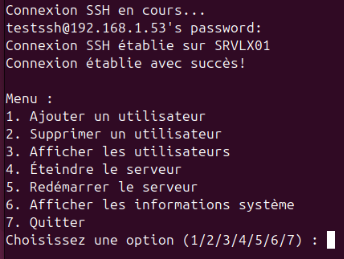 Connexion SSH en cours...
testssh@192.168.1.53's password:
Connexion SSH établie sur SRVLX01
Connexion établie avec succès!
Menu :
1. Ajouter un utilisateur
2. Supprimer un utilisateur
3. Afficher les utilisateurs
4. Éteindre le serveur
5. Redémarrer le serveur
6. Afficher les informations système
7. Quitter
Choisissez une option (1/2/3/4/5/6/7) :